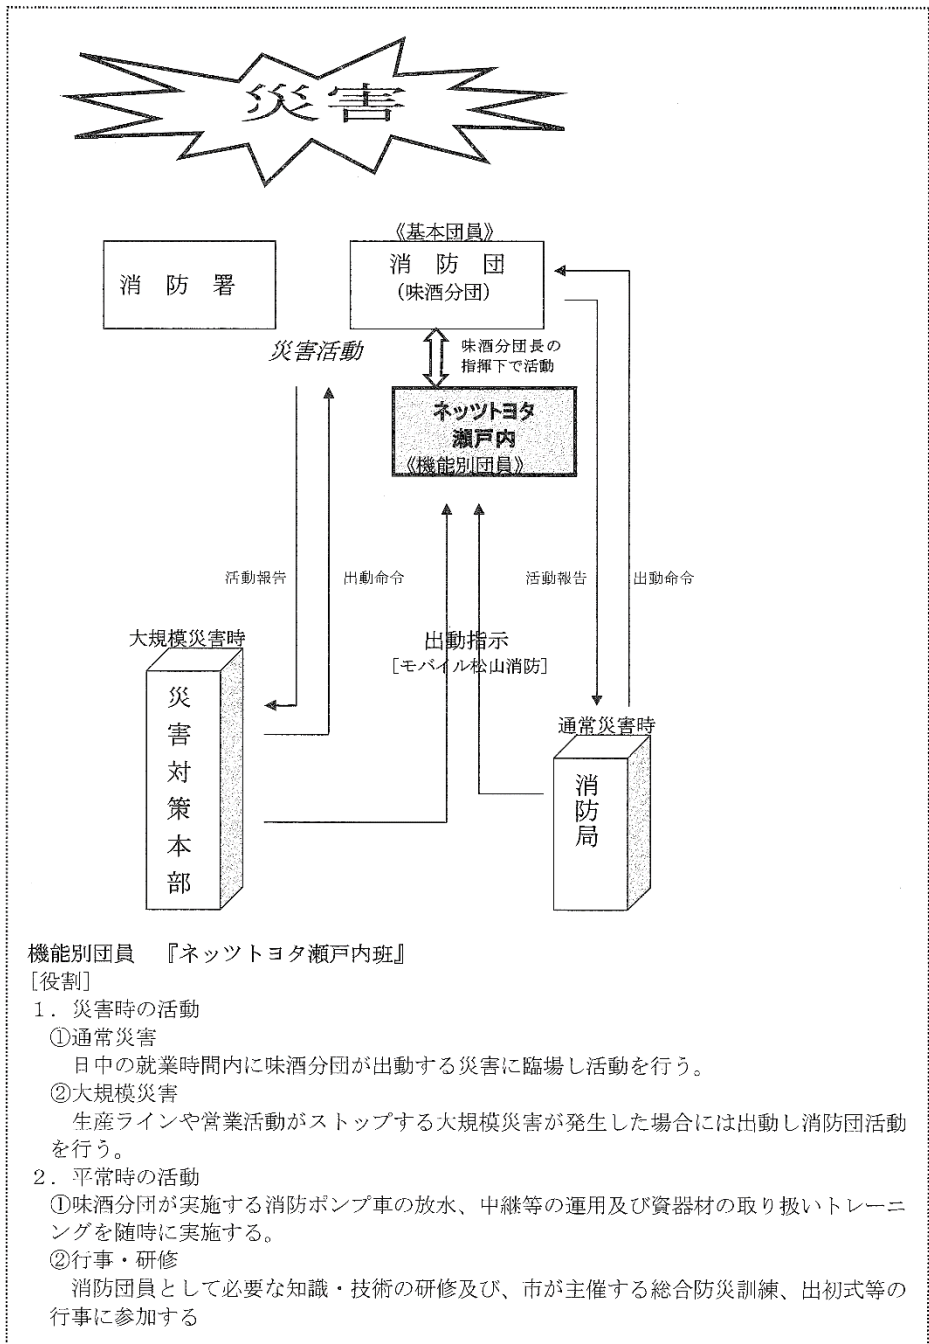 災害
《基本団員》
消防署
消防団
（味酒分団）
災害活動
味酒分団長の
指揮下で活動
ネッツトヨタ
瀬戸内
《機能別団員》
活動報告
出動命令
活動報告
出動命令
大規模災害時
出動指示
［モバイル松山消防］
災害対策本部
通常災害時
消防局
機能別団員　『ネッツトヨタ瀬戸内班』
［役割］
１．災害時の活動
①通常災害
日中の就業時間内に味酒分団が出動する災害に臨場し活動を行う。
②大規模災害
生産ラインや営業活動がストップする大規模災害が発生した場合には出動し消防団活動
を行う。
２．平常時の活動
①味酒分団が実施する消防ポンプ車の放水、中継等の運用及び資器材の取り扱いトレーニ
ングを随時に実施する。
②行事・研修
消防団員として必要な知識・技術の研修及び、市が主催する総合防災訓練、出初式等の
行事に参加する